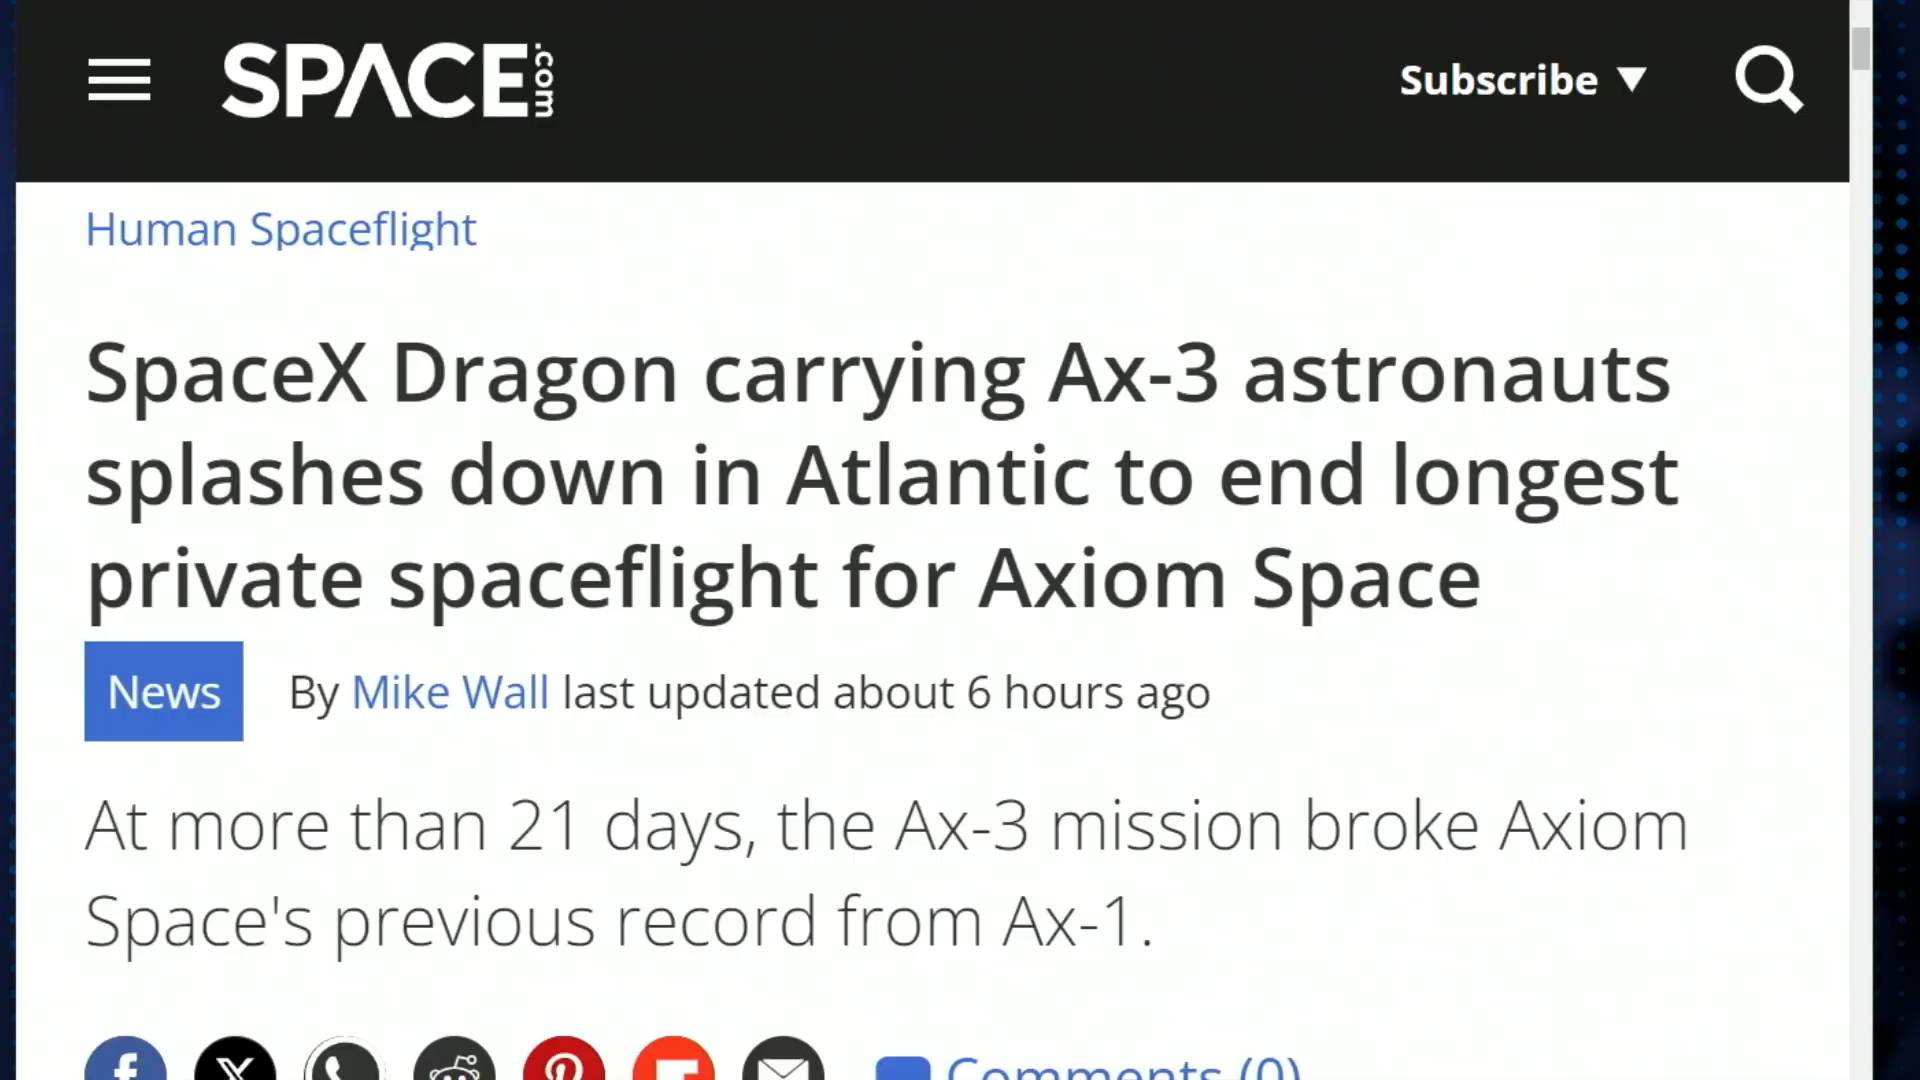 SPACE.com
Subscribe ▼
Human Spaceflight
SpaceX Dragon carrying Ax-3 astronauts
splashes down in Atlantic to end longest
private spaceflight for Axiom Space
News By Mike Wall last updated about 6 hours ago
At more than 21 days, the Ax-3 mission broke Axiom
Space's previous record from Ax-1.
Comments (0)